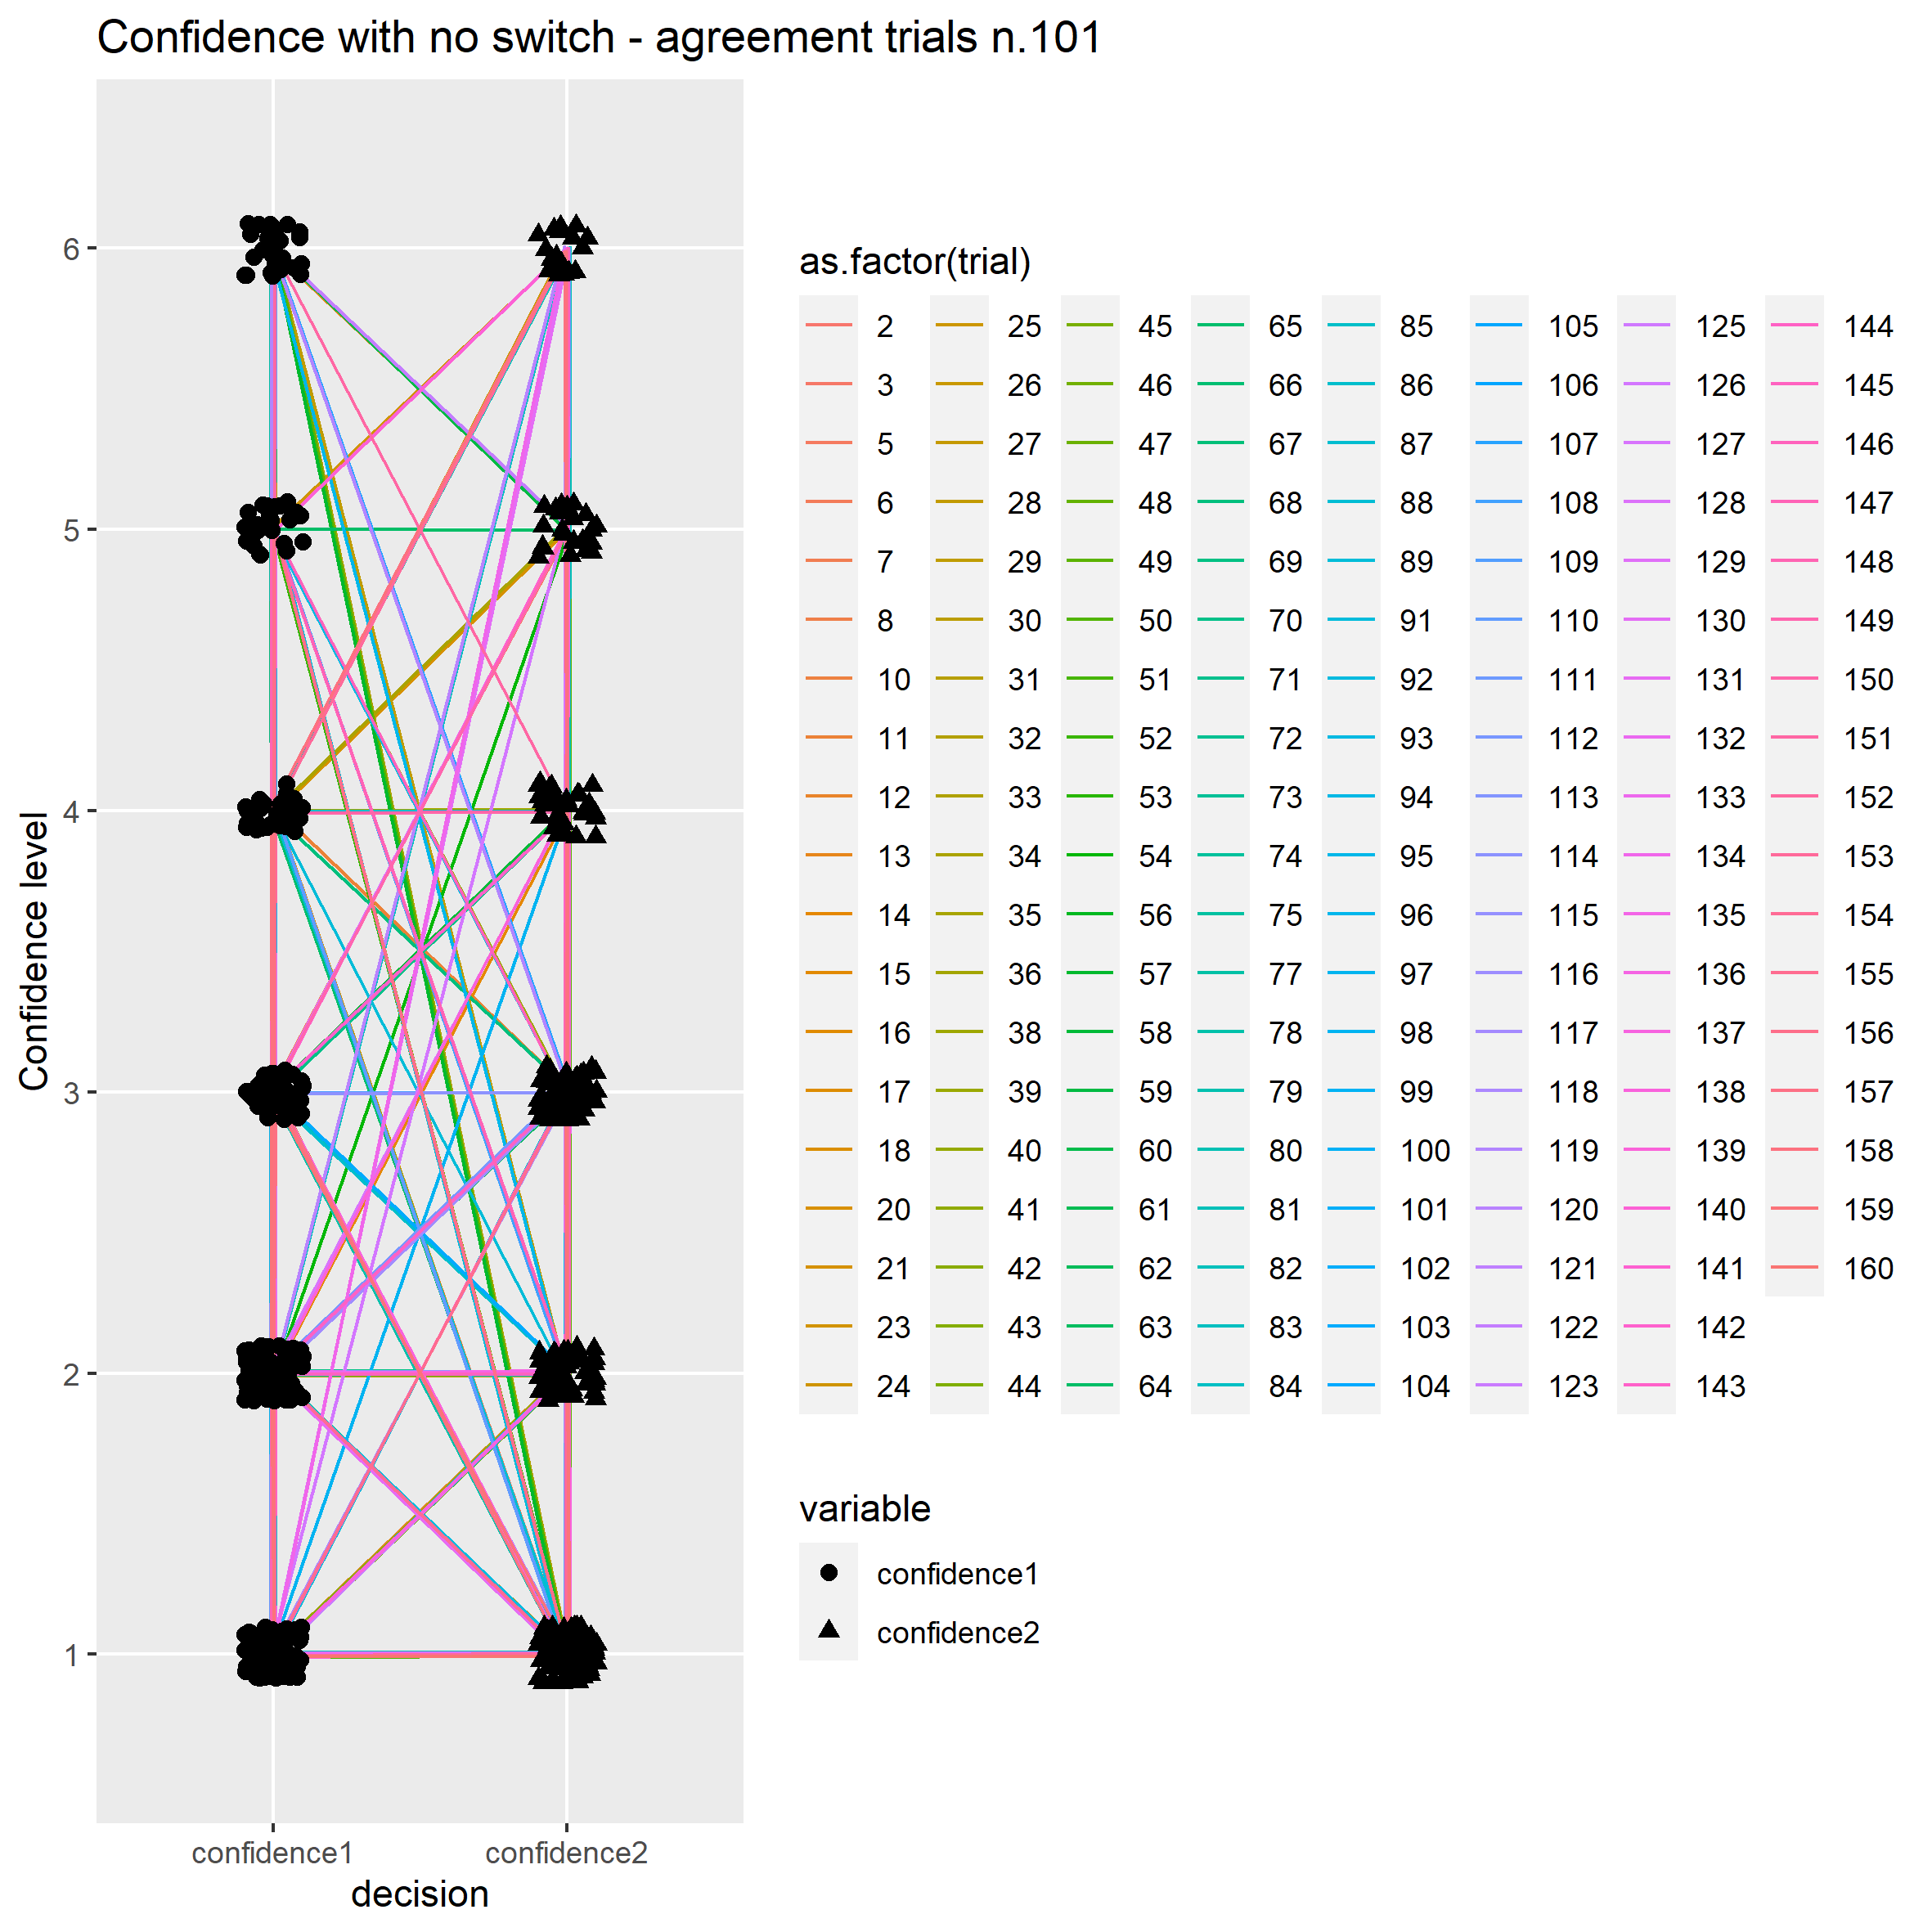 Confidence with no switch - agreement trials n.101
Confidence level
6
5
4
3
2
1
confidence1 confidence2
decision
as.factor(trial)
2 25 45 65 85 105 125 144
3 26 46 66 86 106 126 145
5 27 47 67 87 107 127 146
6 28 48 68 88 108 128 147
7 29 49 69 89 109 129 148
8 30 50 70 91 110 130 149
10 31 51 71 92 111 131 150
11 32 52 72 93 112 132 151
12 33 53 73 94 113 133 152
13 34 54 74 95 114 134 153
14 35 56 75 96 115 135 154
15 36 57 77 97 116 136 155
16 38 58 78 98 117 137 156
17 39 59 79 99 118 138 157
18 40 60 80 100 119 139 158
20 41 61 81 101 120 140 159
21 42 62 82 102 121 141 160
23 43 63 83 103 122 142
24 44 64 84 104 123 143
variable
confidence1
confidence2